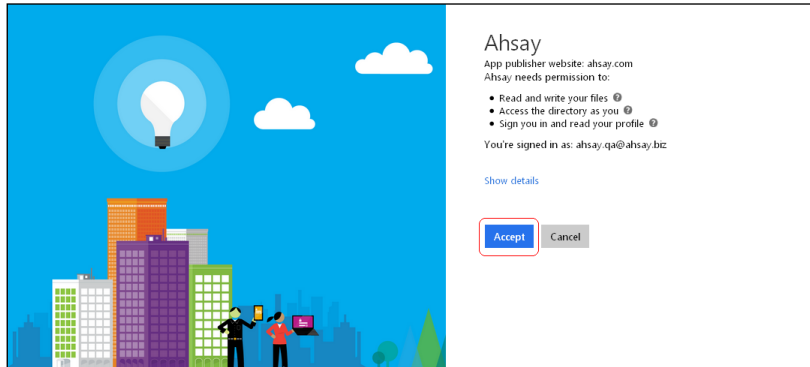 Ahsay
App publisher website: ahsay.com
Ahsay needs permission to:
Read and write your files
Access the directory as you
Sign you in and read your profile
You're signed in as: ahsay.qa@ahsay.biz
Show details
Accept Cancel